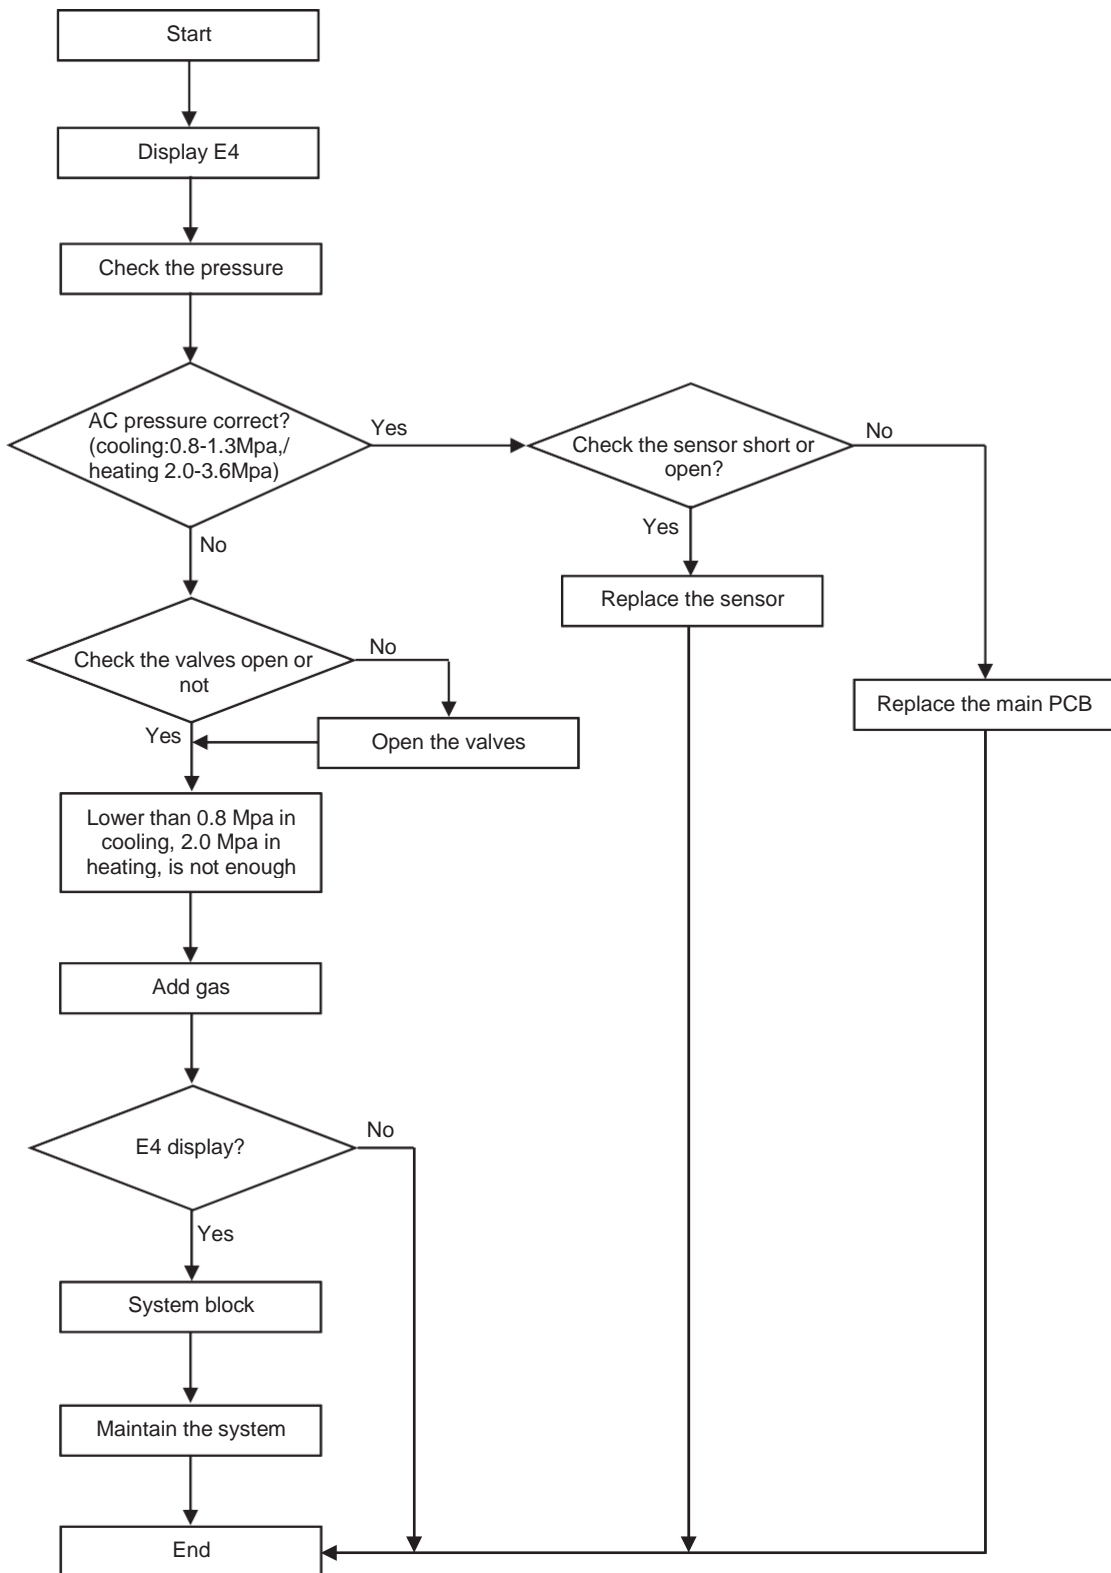 Start
Display E4
Check the pressure
AC pressure correct?
(cooling:0.8-1.3Mpa,/
heating 2.0-3.6Mpa)
Yes
Check the sensor short or
open?
No
No
Yes
Replace the sensor
Check the valves open or
not
No
Replace the main PCB
Yes
Open the valves
Lower than 0.8 Mpa in
cooling, 2.0 Mpa in
heating, is not enough
Add gas
E4 display?
No
Yes
System block
Maintain the system
End